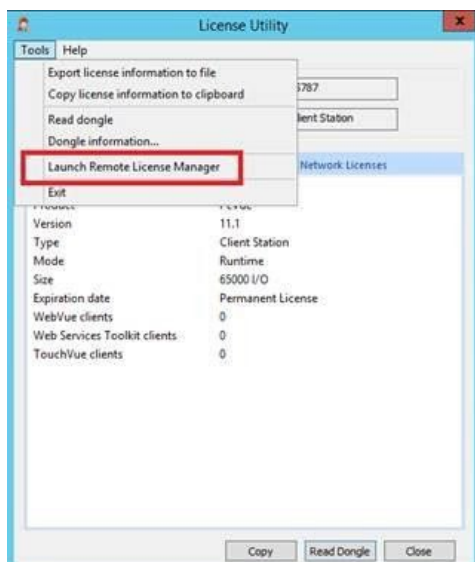 License Utility
Tools Help
Export license information to file
Copy license information to clipboard
Read dongle
Dongle information...
Launch Remote License Manager
Exit
5787
Client Station
Network Licenses
Product
Version 11.1
Type Client Station
Mode Runtime
Size 65000 I/O
Expiration date Permanent License
WebVue clients 0
Web Services Toolkit clients 0
TouchVue clients 0
Copy Read Dongle Close